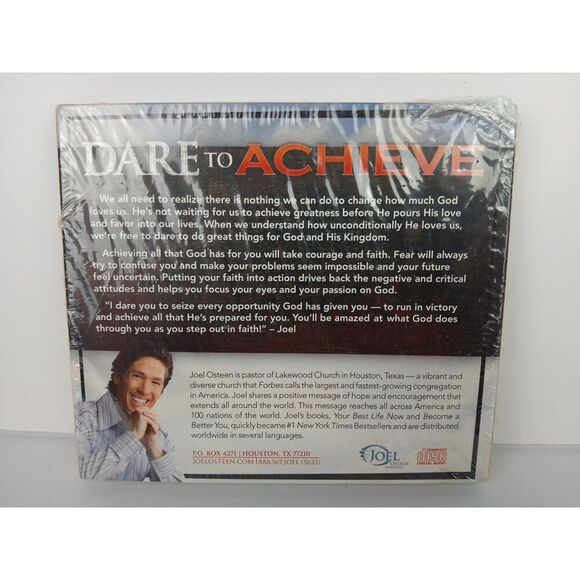 DARE TO ACHIEVE
We all need to realize there is nothing we can do to change how much God
loves us. He's not waiting for us to achieve greatness before He pours His love
and favor into our lives. When we understand how unconditionally He loves us,
we're free to dare to do great things for God and His Kingdom.
Achieving all that God has for you will take courage and faith. Fear will always
try to confuse you and make your problems seem impossible and your future
feel uncertain. Putting your faith into action drives back the negative and critical
attitudes and helps you focus your eyes and your passion on God.
"I dare you to seize every opportunity God has given you — to run in victory
and achieve all that He's prepared for you. You'll be amazed at what God does
through you as you step out in faith!" – Joel
Joel Osteen is pastor of Lakewood Church in Houston, Texas — a vibrant and
diverse church that Forbes calls the largest and fastest-growing congregation
in America. Joel shares a positive message of hope and encouragement that
extends all around the world. This message reaches all across America and
100 nations of the world. Joel's books, Your Best Life Now and Become a
Better You, quickly became #1 New York Times Bestsellers and are distributed
worldwide in several languages.
P.O. BOX 4271 | HOUSTON, TX 77210
JOELOSTEEN.COM | 888.567.JOEL (5635)
JOEL
OSTEEN
COMPACT
disc
DIGITAL AUDIO